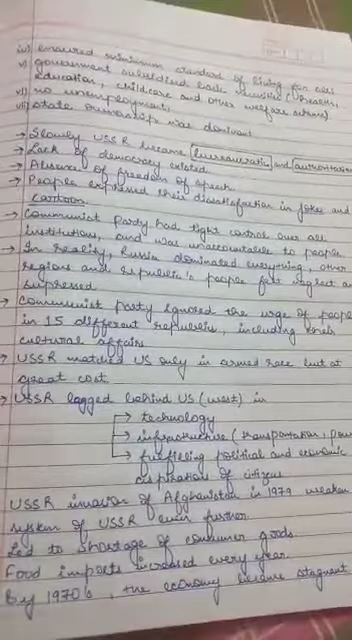 iv) ensured minimum standard of living for all
v) government subsidized basic necessities (health,
education, childcare and other welfare schemes)
vi) no unemployment
vii) state ownership was dominant
→ Slowly USSR became bureaucratic and authoritarian
→ Lack of democracy existed
→ Absence of freedom of speech
→ People expressed their dissatisfaction in jokes and
cartoon
→ Communist Party had tight control over all
institutions, and was unaccountable to people
→ In reality, Russia dominated everything, other
regions and republic's people felt neglect and
suppressed
→ Communist party ignored the urge of people
in 15 different republics, including their
cultural affairs
→ USSR matched US only in armed race but at
great cost
→ USSR lagged behind US (west) in
→ technology
→ infrastructure (transportation, pow
→ fulfilling political and economic
aspirations of citizens
USSR invasion of Afghanistan in 1979 weaken
system of USSR even further
Led to shortage of consumer goods
Food imports increased every year
By 1970's, the economy became stagnant